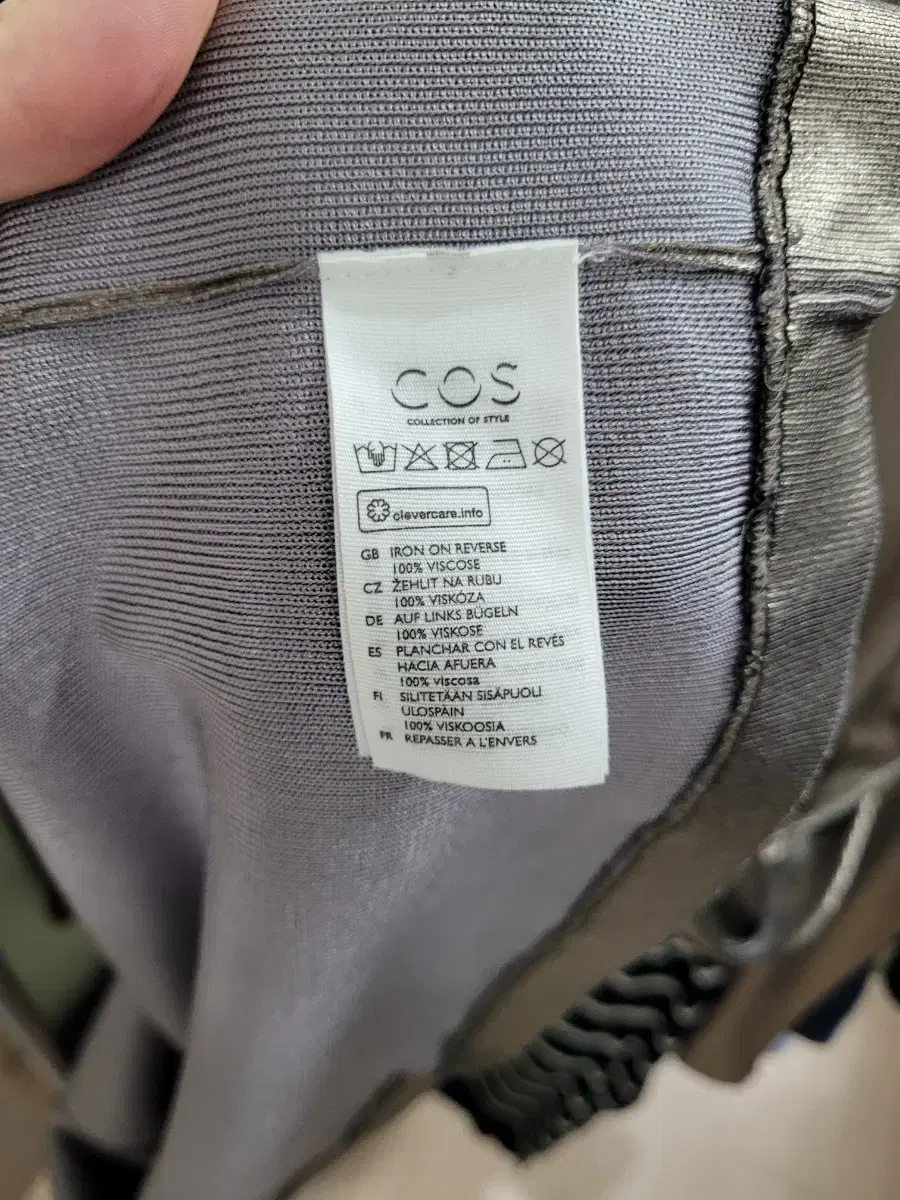 COS
COLLECTION OF STYLE
clevercare.info
GB IRON ON REVERSE
100% VISCOSE
CZ ŽEHLIT NA RUBU
100% VISKÓZA
DE AUF LINKS BÜGELN
100% VISKOSE
ES PLANCHAR CON EL REVÉS
HACIA AFUERA
100% viscosa
FI SILITETÄÄN SISÄPUOLI
ULOSPÄIN
100% VISKOOSIA
FR REPASSER A L'ENVERS